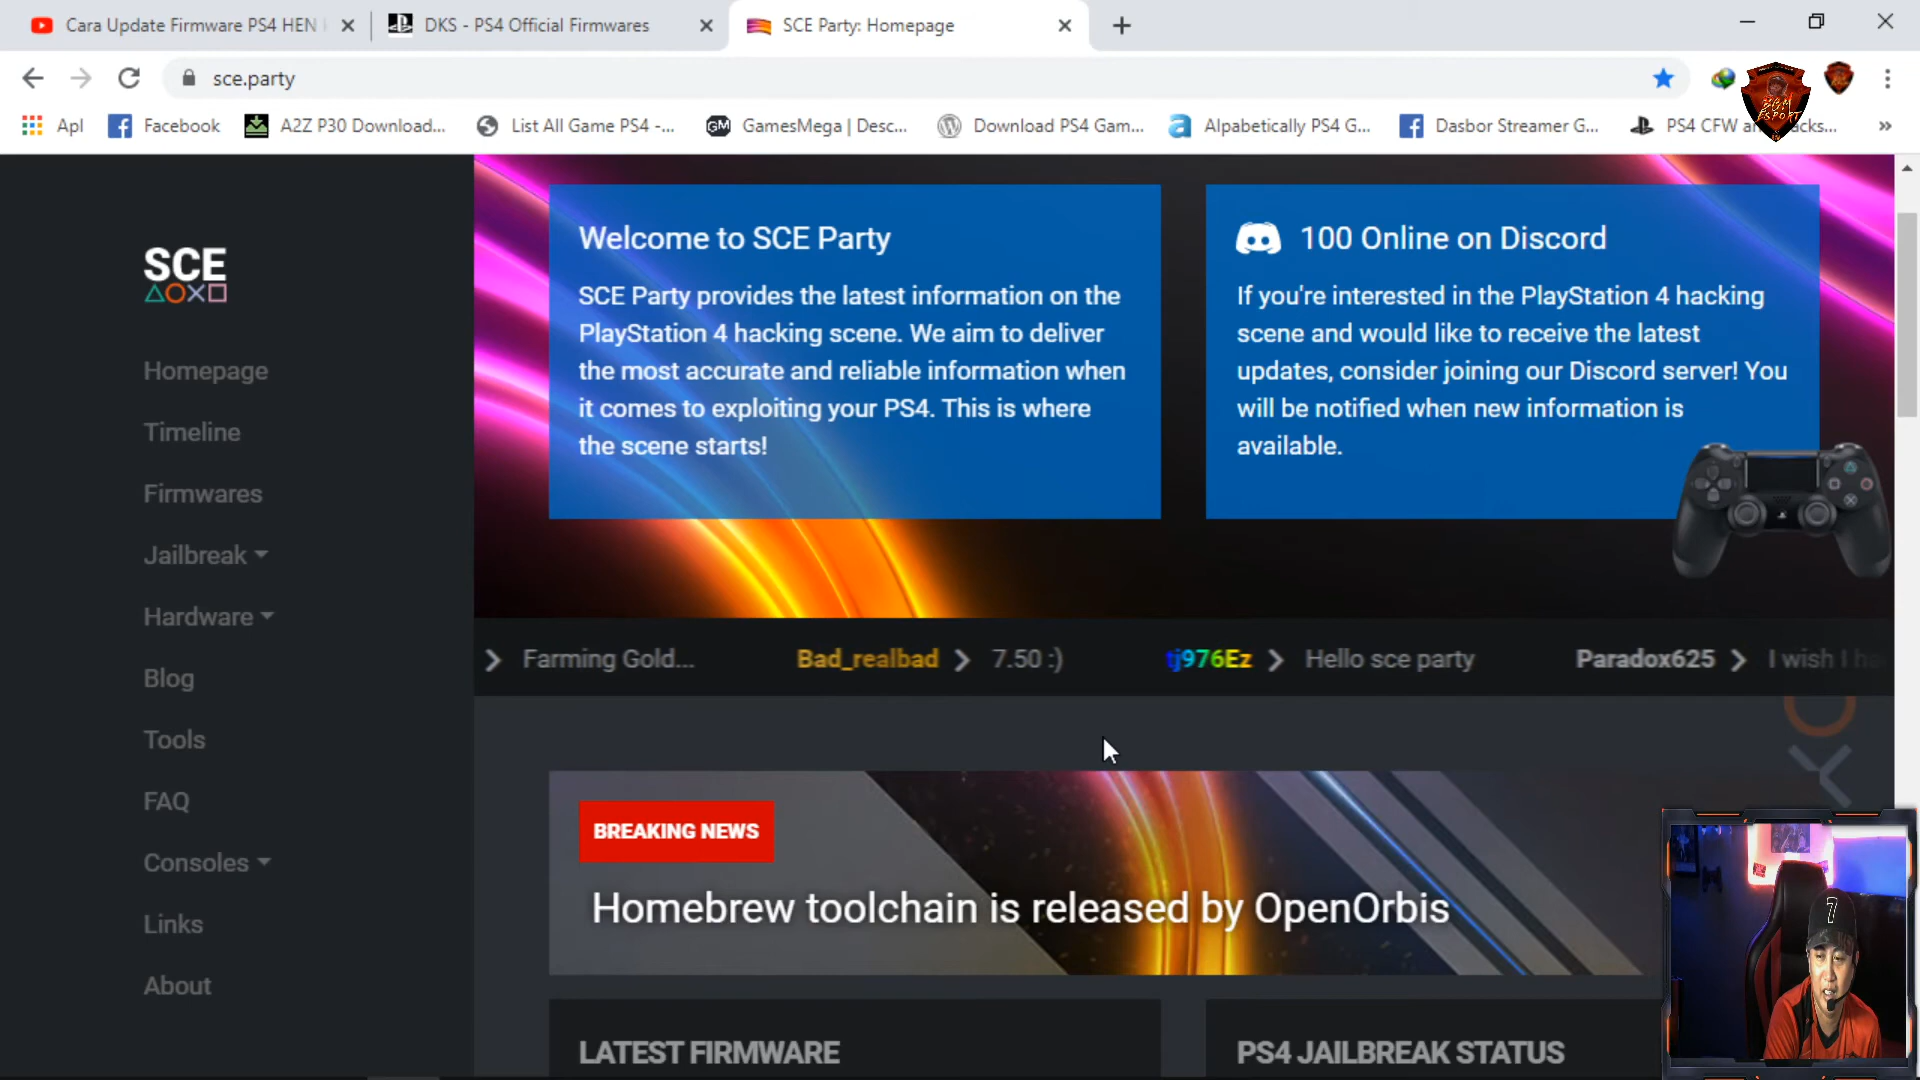 Cara Update Firmware PS4 HEN
DKS - PS4 Official Firmwares
SCE Party: Homepage
sce.party
Apl
Facebook
A2Z P30 Download...
List All Game PS4 -...
GM
GamesMega | Desc...
Download PS4 Gam...
Alpabetically PS4 G...
Dasbor Streamer G...
PS4 CFW an
cks...
BGM
ESPORT
SCE
Homepage
Timeline
Firmwares
Jailbreak
Hardware
Blog
Tools
FAQ
Consoles
Links
About
Welcome to SCE Party
SCE Party provides the latest information on the
PlayStation 4 hacking scene. We aim to deliver
the most accurate and reliable information when
it comes to exploiting your PS4. This is where
the scene starts!
100 Online on Discord
If you're interested in the PlayStation 4 hacking
scene and would like to receive the latest
updates, consider joining our Discord server! You
will be notified when new information is
available.
Farming Gold...
Bad_realbad
7.50 :)
tj976Ez
Hello sce party
Paradox625
I wish I ha
BREAKING NEWS
Homebrew toolchain is released by OpenOrbis
LATEST FIRMWARE
PS4 JAILBREAK STATUS
7